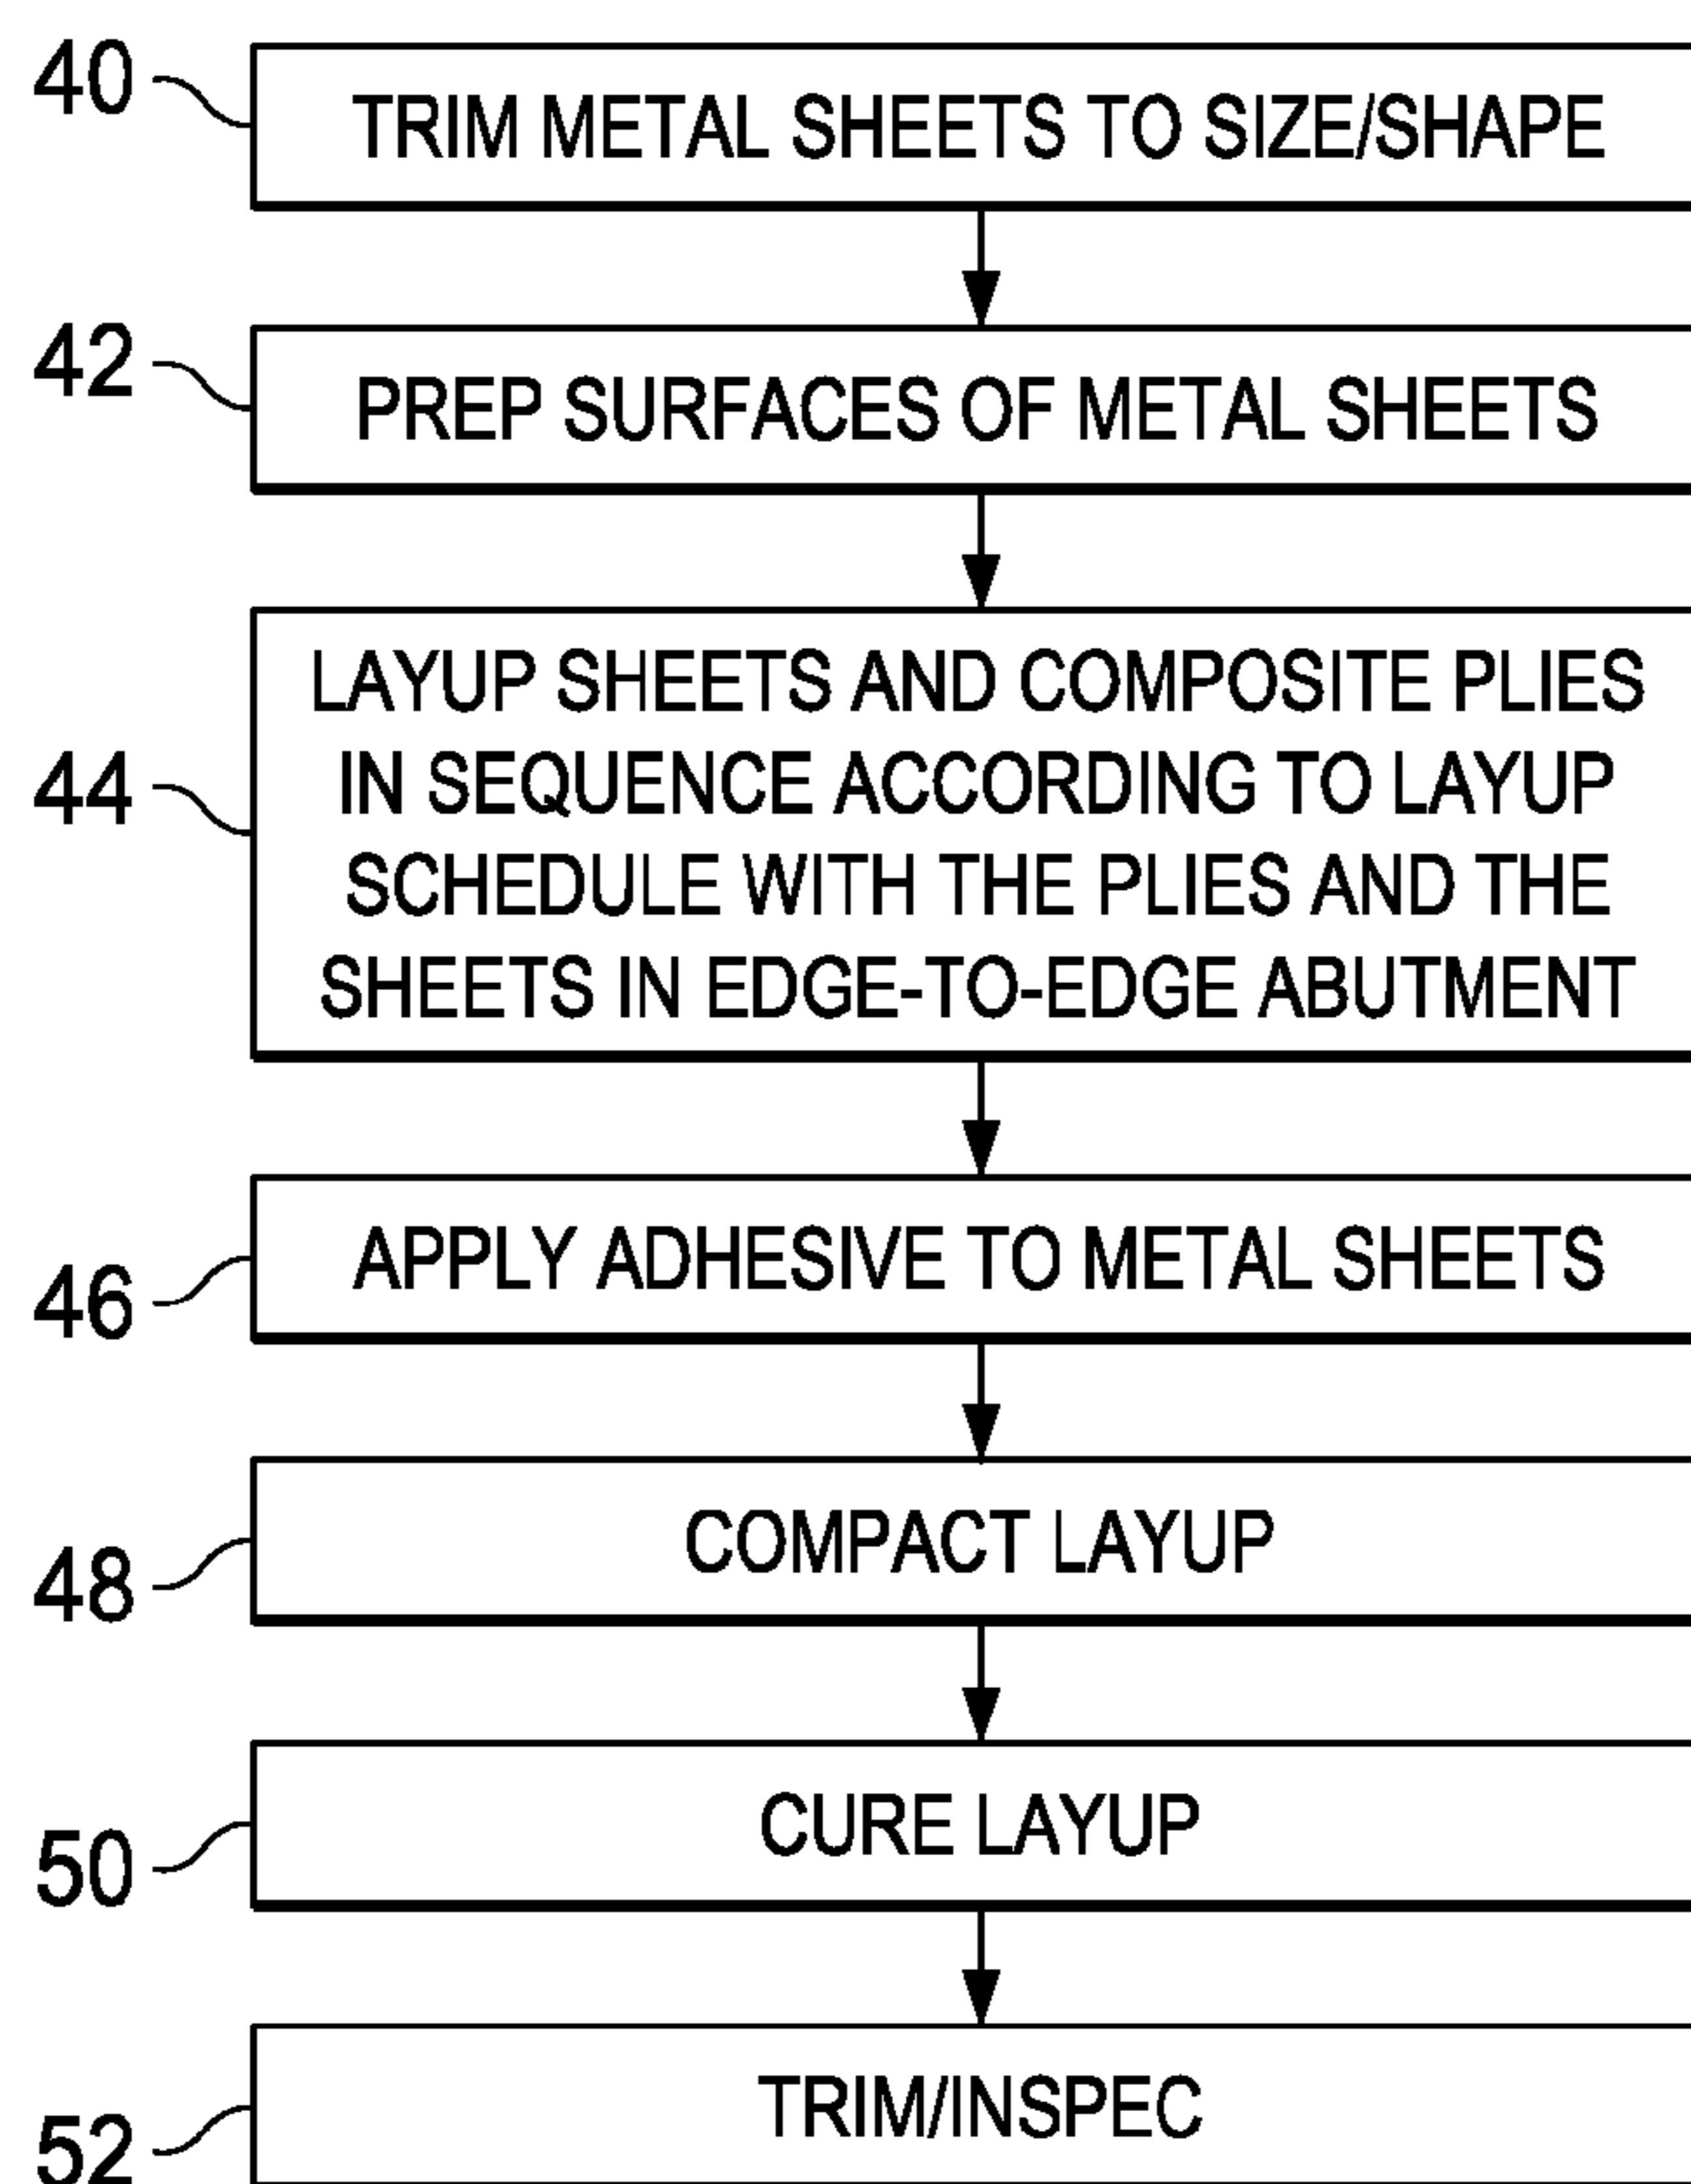 40
TRIM METAL SHEETS TO SIZE/SHAPE
42
PREP SURFACES OF METAL SHEETS
44
LAYUP SHEETS AND COMPOSITE PLIES
IN SEQUENCE ACCORDING TO LAYUP
SCHEDULE WITH THE PLIES AND THE
SHEETS IN EDGE-TO-EDGE ABUTMENT
46
APPLY ADHESIVE TO METAL SHEETS
48
COMPACT LAYUP
50
CURE LAYUP
52
TRIM/INSPEC